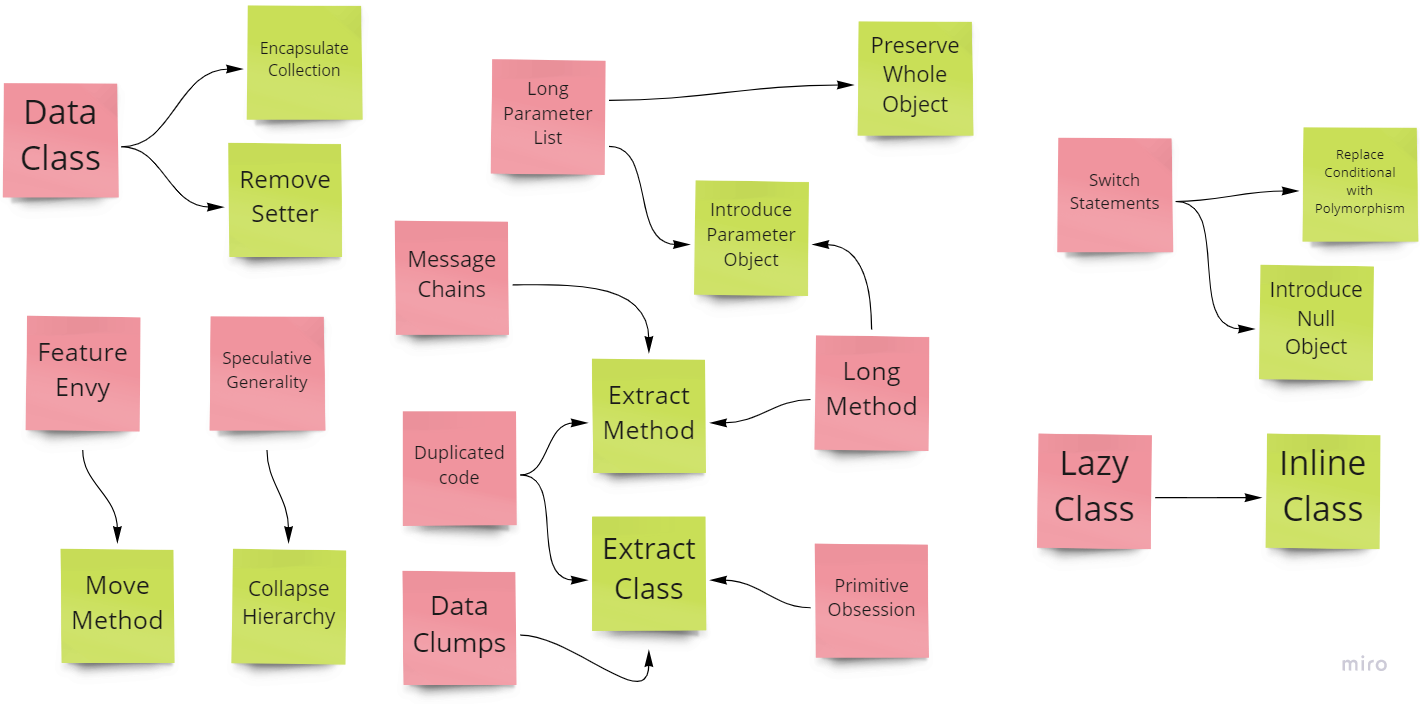 Data
Class
Encapsulate
Collection
Remove
Setter
Feature
Envy
Speculative
Generality
Move
Method
Collapse
Hierarchy
Long
Parameter
List
Preserve
Whole
Object
Introduce
Parameter
Object
Message
Chains
Extract
Method
Long
Method
Duplicated
code
Extract
Class
Data
Clumps
Primitive
Obsession
Switch
Statements
Replace
Conditional
with
Polymorphism
Introduce
Null
Object
Lazy
Class
Inline
Class
miro